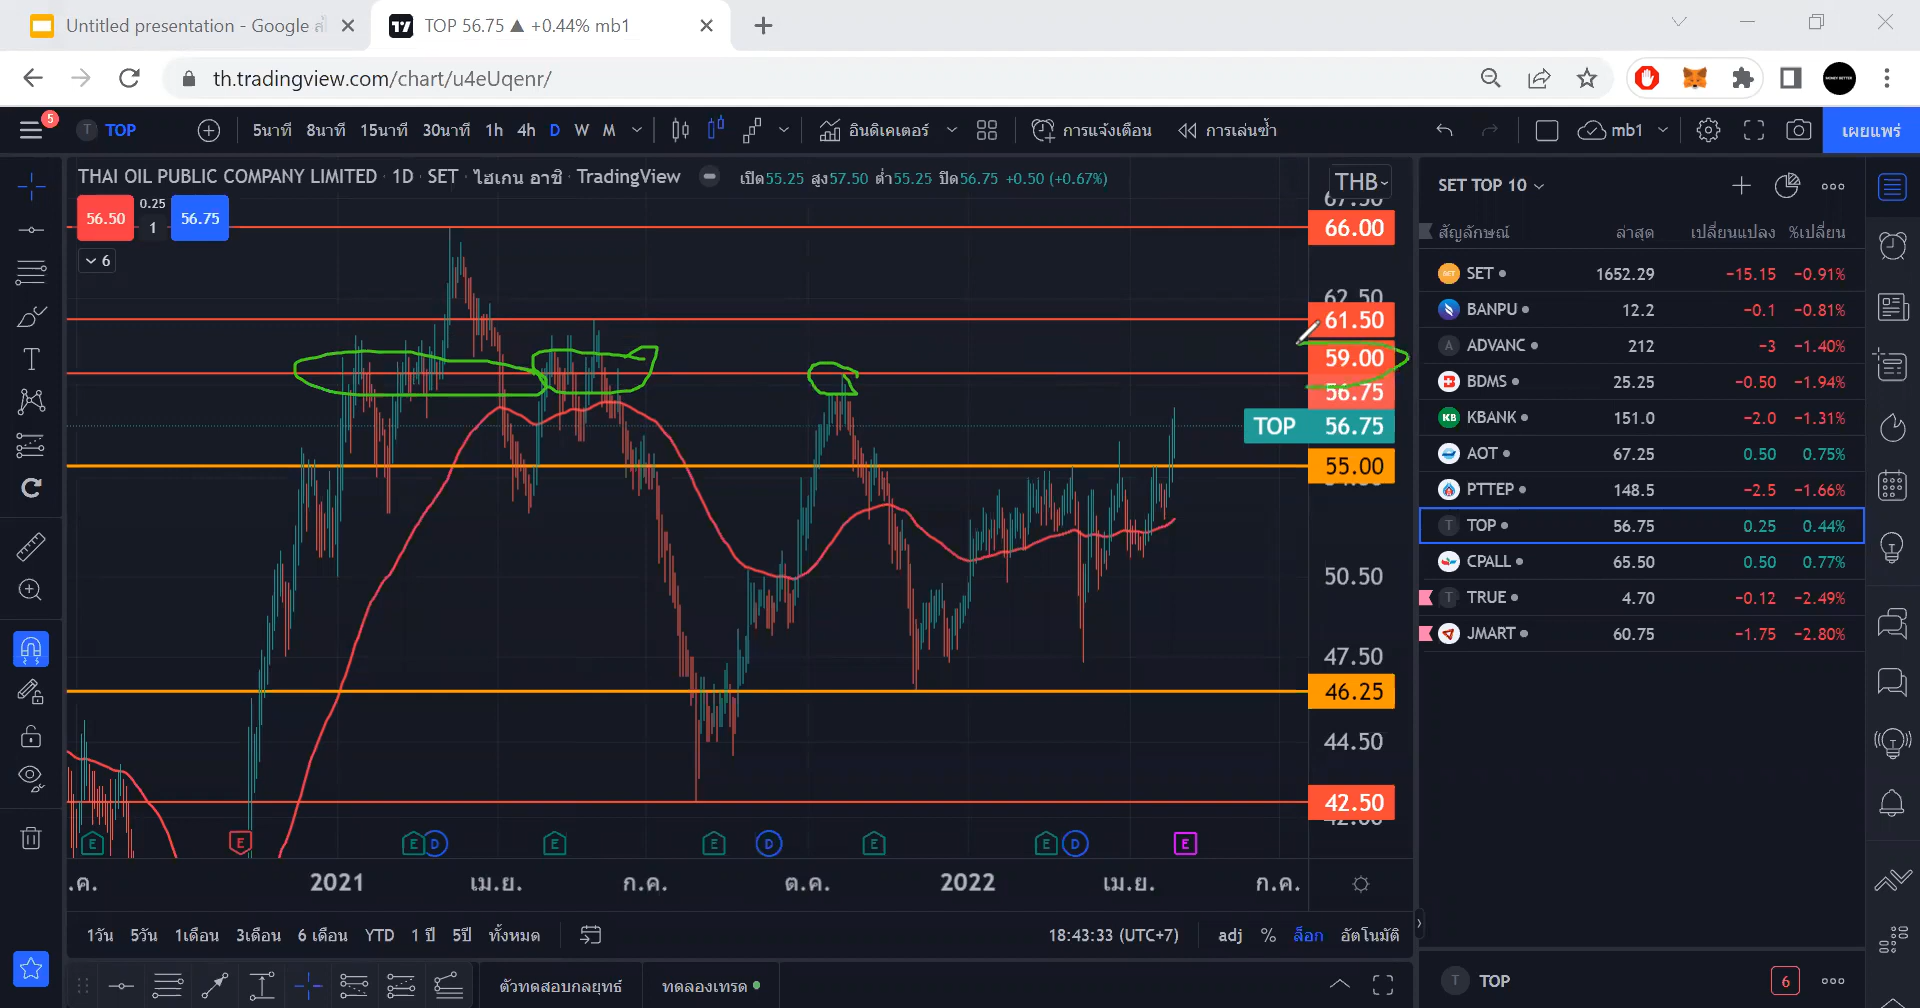 Untitled presentation - Google ส
TOP 56.75 ▲ +0.44% mb1
th.tradingview.com/chart/u4eUqenr/
5
T TOP
5นาที 8นาที 15นาที 30นาที 1h 4h D W M
อินดิเคเตอร์
การแจ้งเตือน
การเล่นซ้ำ
mb1
เผยแพร่
THAI OIL PUBLIC COMPANY LIMITED · 1D · SET · ไฮเกน อาชิ · TradingView
เปิด55.25 สูง57.50 ต่ำ55.25 ปิด56.75 +0.50 (+0.67%)
56.50
0.25
1
56.75
6
THB
67.50
66.00
62.50
61.50
59.00
56.75
TOP 56.75
55.00
50.50
47.50
46.25
44.50
42.50
E E E D E E D E E D E
.ค. 2021 เม.ย. ก.ค. ต.ค. 2022 เม.ย. ก.ค.
1วัน 5วัน 1เดือน 3เดือน 6 เดือน YTD 1 ปี 5ปี ทั้งหมด
18:43:33 (UTC+7)
adj % ล็อก อัตโนมัติ
ตัวทดสอบกลยุทธ์
ทดลองเทรด
SET TOP 10
สัญลักษณ์ ล่าสุด เปลี่ยนแปลง %เปลี่ยน
SET 1652.29 −15.15 −0.91%
BANPU 12.2 −0.1 −0.81%
A ADVANC 212 −3 −1.40%
BDMS 25.25 −0.50 −1.94%
KB KBANK 151.0 −2.0 −1.31%
AOT 67.25 0.50 0.75%
PTTEP 148.5 −2.5 −1.66%
T TOP 56.75 0.25 0.44%
CPALL 65.50 0.50 0.77%
T TRUE 4.70 −0.12 −2.49%
JMART 60.75 −1.75 −2.80%
T TOP
6